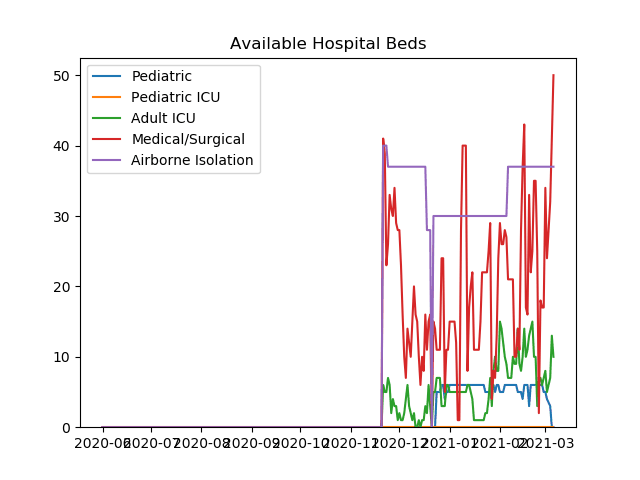 Available Hospital Beds
50
40
30
20
10
0
Pediatric
Pediatric ICU
Adult ICU
Medical/Surgical
Airborne Isolation
2020-06 2020-07 2020-08 2020-09 2020-10 2020-11 2020-12 2021-01 2021-02 2021-03